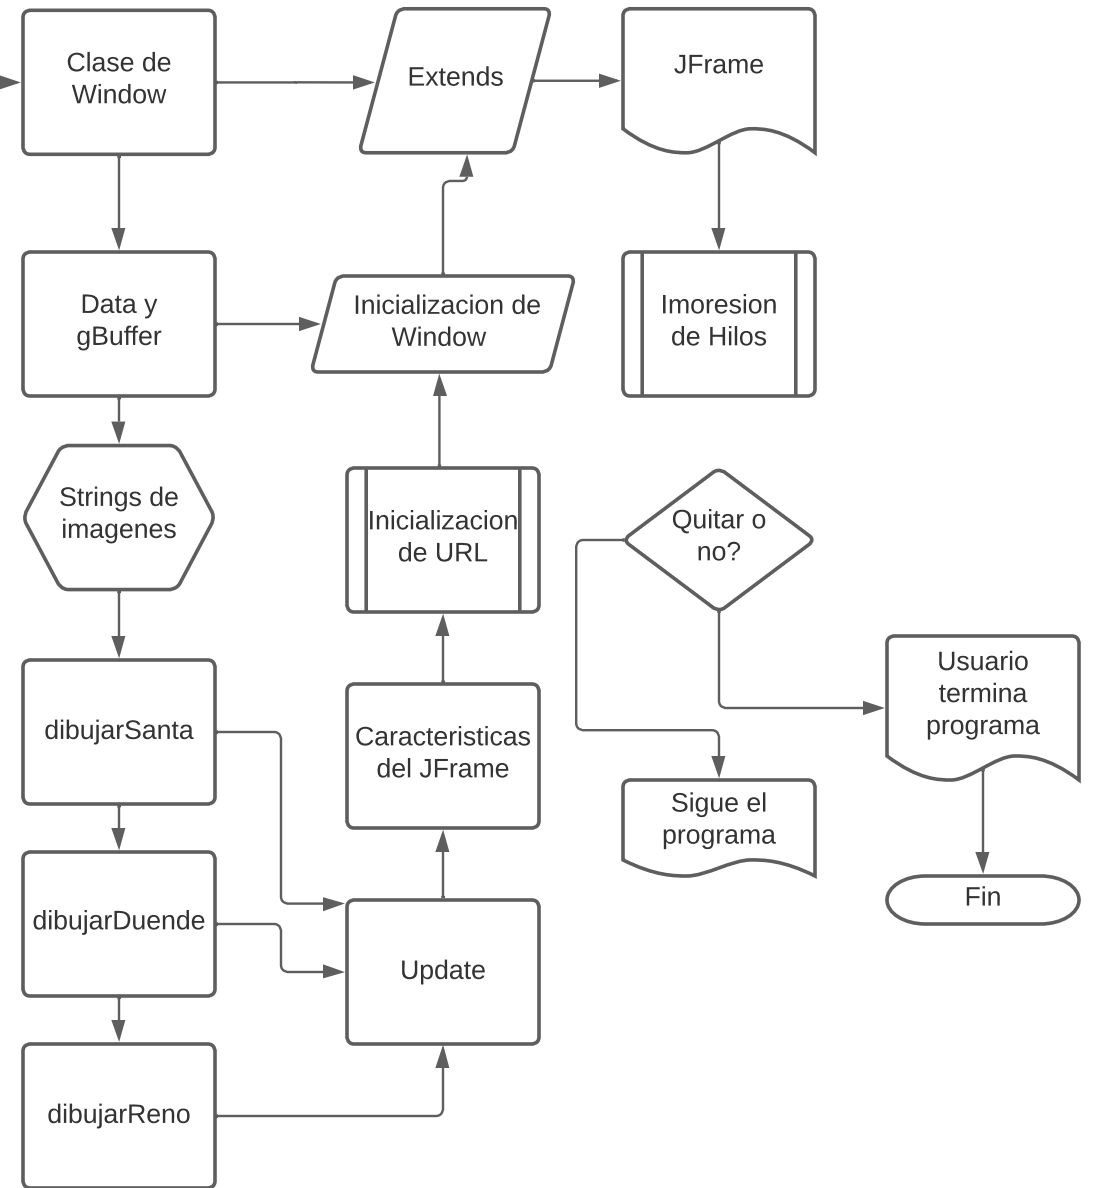 Clase de
Window
Extends
JFrame
Data y
gBuffer
Inicializacion de
Window
Imoresion
de Hilos
Strings de
imagenes
Inicializacion
de URL
Quitar o
no?
dibujarSanta
Caracteristicas
del JFrame
Usuario
termina
programa
Sigue el
programa
dibujarDuende
Update
Fin
dibujarReno